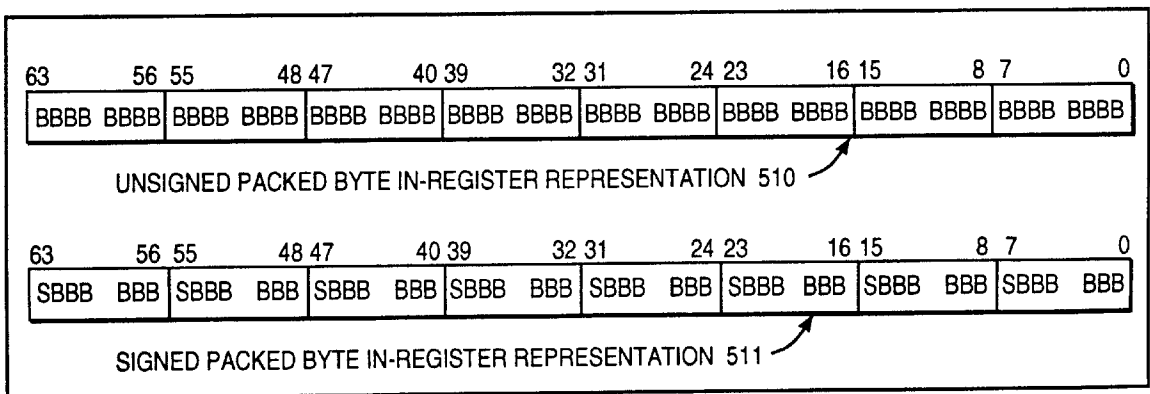 63 56 55 48 47 40 39 32 31 24 23 16 15 8 7 0
BBBB BBBB BBBB BBBB BBBB BBBB BBBB BBBB BBBB BBBB BBBB BBBB BBBB BBBB BBBB BBBB
UNSIGNED PACKED BYTE IN-REGISTER REPRESENTATION 510
63 56 55 48 47 40 39 32 31 24 23 16 15 8 7 0
SBBB BBB SBBB BBB SBBB BBB SBBB BBB SBBB BBB SBBB BBB SBBB BBB SBBB BBB
SIGNED PACKED BYTE IN-REGISTER REPRESENTATION 511